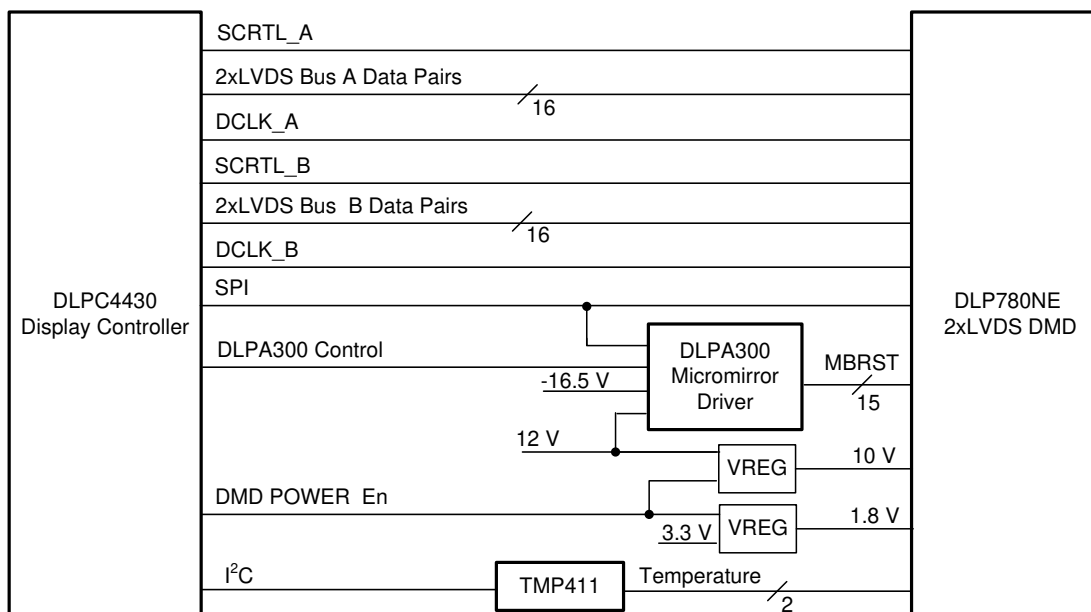 SCRTL_A
2xLVDS Bus A Data Pairs
16
DCLK_A
SCRTL_B
2xLVDS Bus B Data Pairs
16
DCLK_B
SPI
DLPC4430
Display Controller
DLP780NE
2xLVDS DMD
DLPA300 Control
DLPA300
Micromirror
Driver
MBRST
15
-16.5 V
12 V
VREG
10 V
DMD POWER En
3.3 V
VREG
1.8 V
I²C
TMP411
Temperature
2